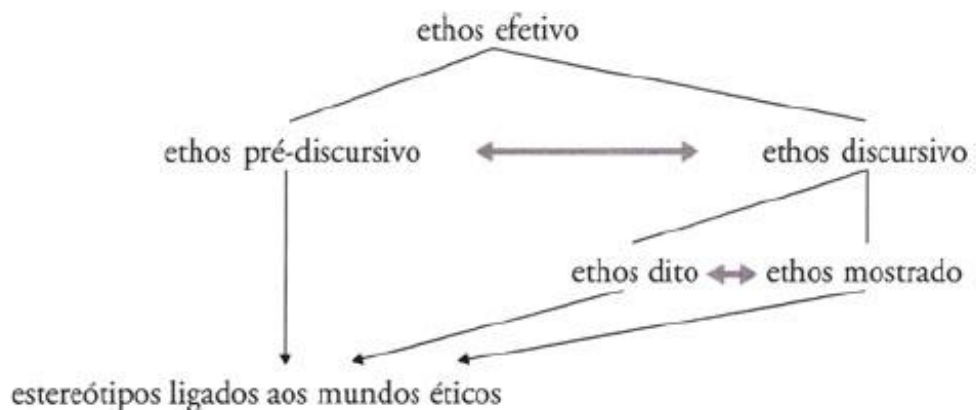 ethos efetivo
ethos pré-discursivo ethos discursivo
ethos dito ethos mostrado
estereótipos ligados aos mundos éticos